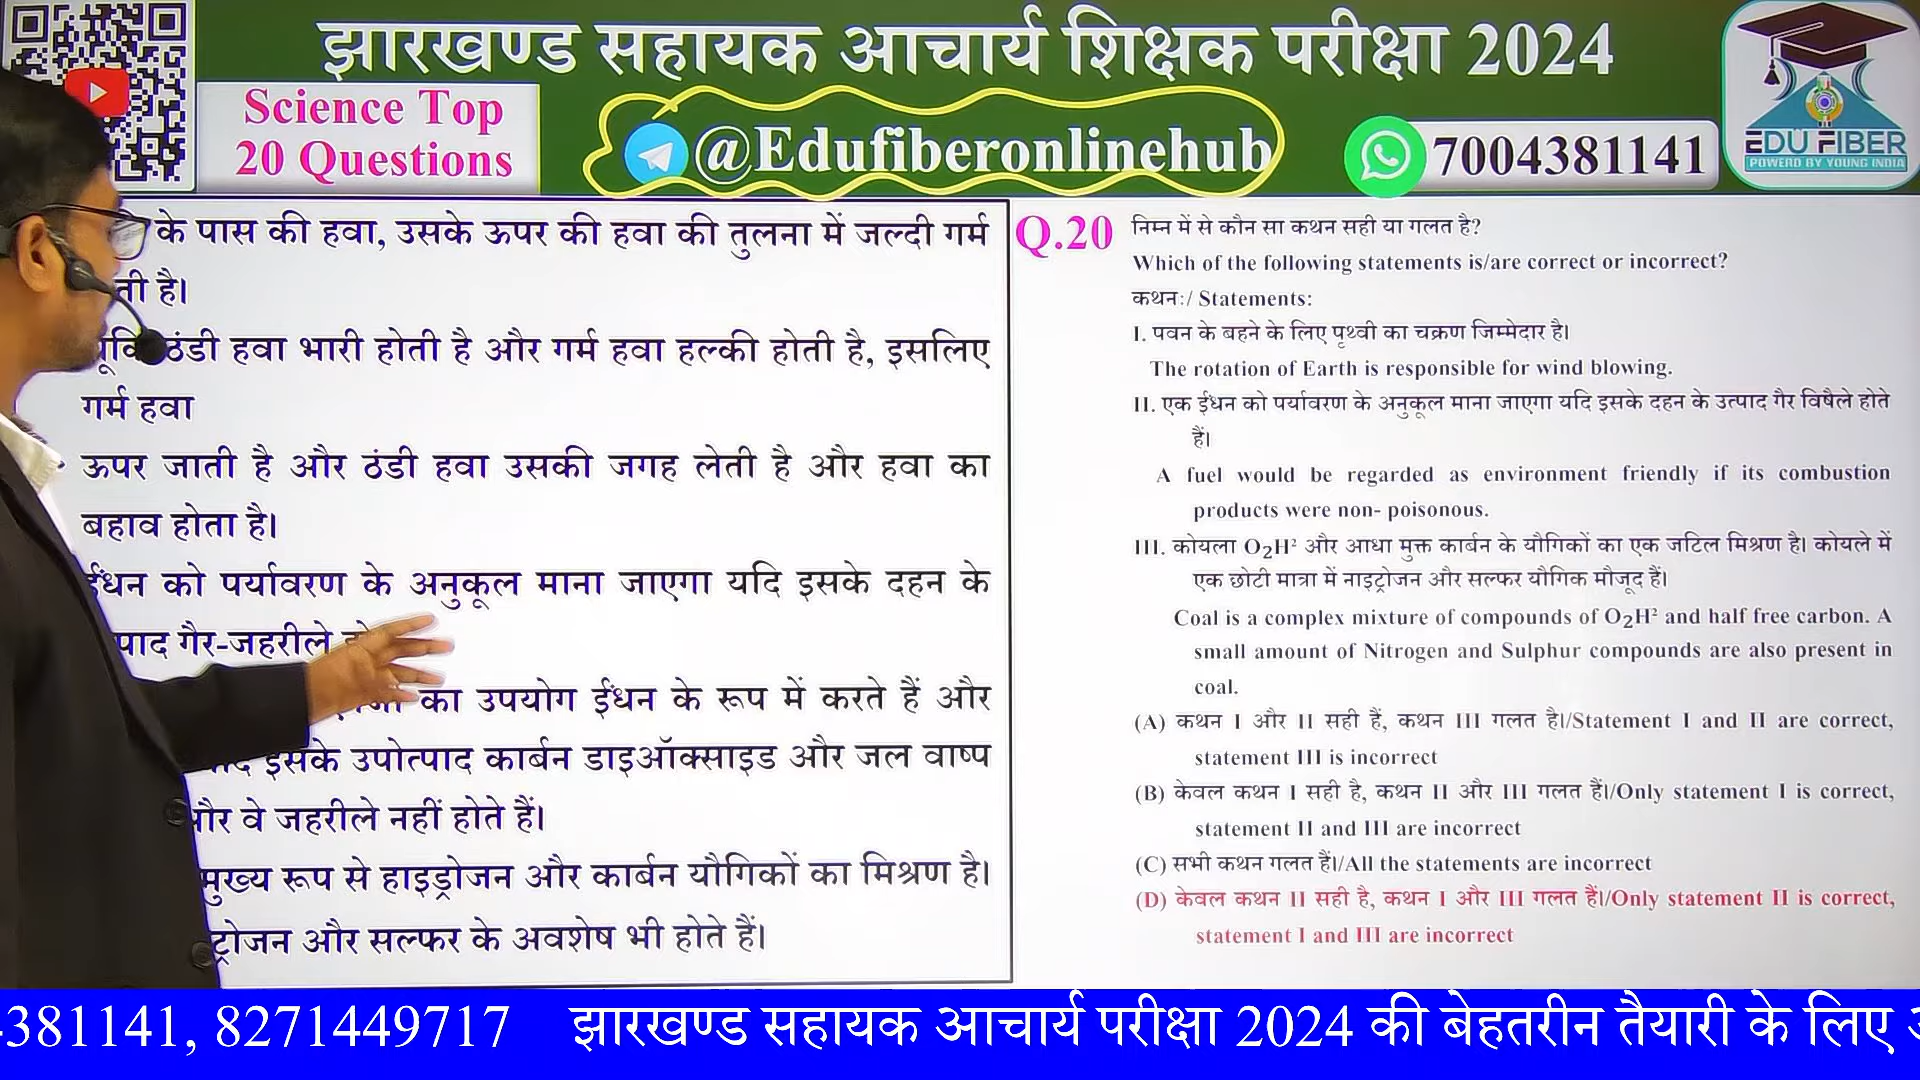 झारखण्ड सहायक आचार्य शिक्षक परीक्षा 2024
Science Top
20 Questions
@Edufiberonlinehub
7004381141
EDU FIBER
POWERD BY YOUNG INDIA
के पास की हवा, उसके ऊपर की हवा की तुलना में जल्दी गर्म
है।
ठंडी हवा भारी होती है और गर्म हवा हल्की होती है, इसलिए
गर्म हवा
ऊपर जाती है और ठंडी हवा उसकी जगह लेती है और हवा का
बहाव होता है।
ईंधन को पर्यावरण के अनुकूल माना जाएगा यदि इसके दहन के
गैर-जहरीले
का उपयोग ईंधन के रूप में करते हैं और
इसके उपोत्पाद कार्बन डाइऑक्साइड और जल वाष्प
और वे जहरीले नहीं होते हैं।
मुख्य रूप से हाइड्रोजन और कार्बन यौगिकों का मिश्रण है।
और सल्फर के अवशेष भी होते हैं।
Q.20 निम्न में से कौन सा कथन सही या गलत है?
Which of the following statements is/are correct or incorrect?
कथन:/ Statements:
I. पवन के बहने के लिए पृथ्वी का चक्रण जिम्मेदार है।
The rotation of Earth is responsible for wind blowing.
II. एक ईंधन को पर्यावरण के अनुकूल माना जाएगा यदि इसके दहन के उत्पाद गैर विषैले होते
हैं।
A fuel would be regarded as environment friendly if its combustion
products were non- poisonous.
III. कोयला O₂H² और आधा मुक्त कार्बन के यौगिकों का एक जटिल मिश्रण है। कोयले में
एक छोटी मात्रा में नाइट्रोजन और सल्फर यौगिक मौजूद हैं।
Coal is a complex mixture of compounds of O₂H² and half free carbon. A
small amount of Nitrogen and Sulphur compounds are also present in
coal.
(A) कथन I और II सही हैं, कथन III गलत है।/Statement I and II are correct,
statement III is incorrect
(B) केवल कथन I सही है, कथन II और III गलत हैं।/Only statement I is correct,
statement II and III are incorrect
(C) सभी कथन गलत हैं।/All the statements are incorrect
(D) केवल कथन II सही है, कथन I और III गलत हैं।/Only statement II is correct,
statement I and III are incorrect
381141, 8271449717 झारखण्ड सहायक आचार्य परीक्षा 2024 की बेहतरीन तैयारी के लिए